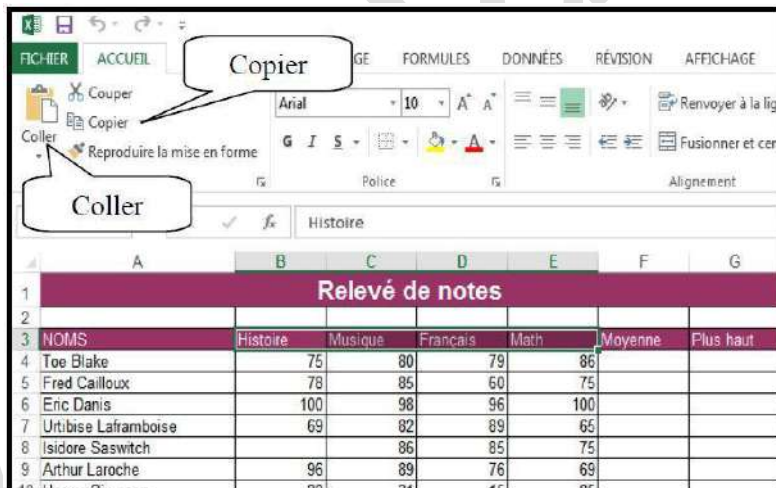 FICHIER ACCUEIL GE FORMULES DONNÉES RÉVISION AFFICHAGE
Copier
Couper
Copier
Coller
Reproduire la mise en forme
Arial 10 A A Renvoyer à la lig
G I S A Fusionner et cen
Police Alignement
Coller
fx Histoire
A B C D E F G
1 Relevé de notes
2
3 NOMS Histoire Musique Français Math Moyenne Plus haut
4 Toe Blake 75 80 79 86
5 Fred Cailloux 78 85 60 75
6 Eric Danis 100 98 96 100
7 Urtibise Laframboise 69 82 89 65
8 Isidore Saswitch 86 85 75
9 Arthur Laroche 96 89 76 69